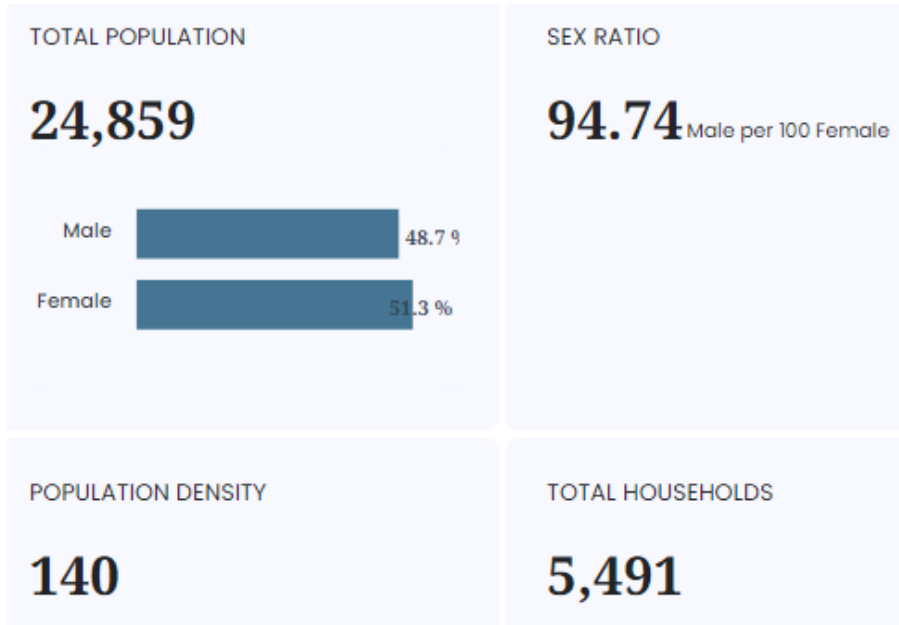 TOTAL POPULATION
24,859
Male
48.7 %
Female
51.3 %
SEX RATIO
94.74 Male per 100 Female
POPULATION DENSITY
140
TOTAL HOUSEHOLDS
5,491